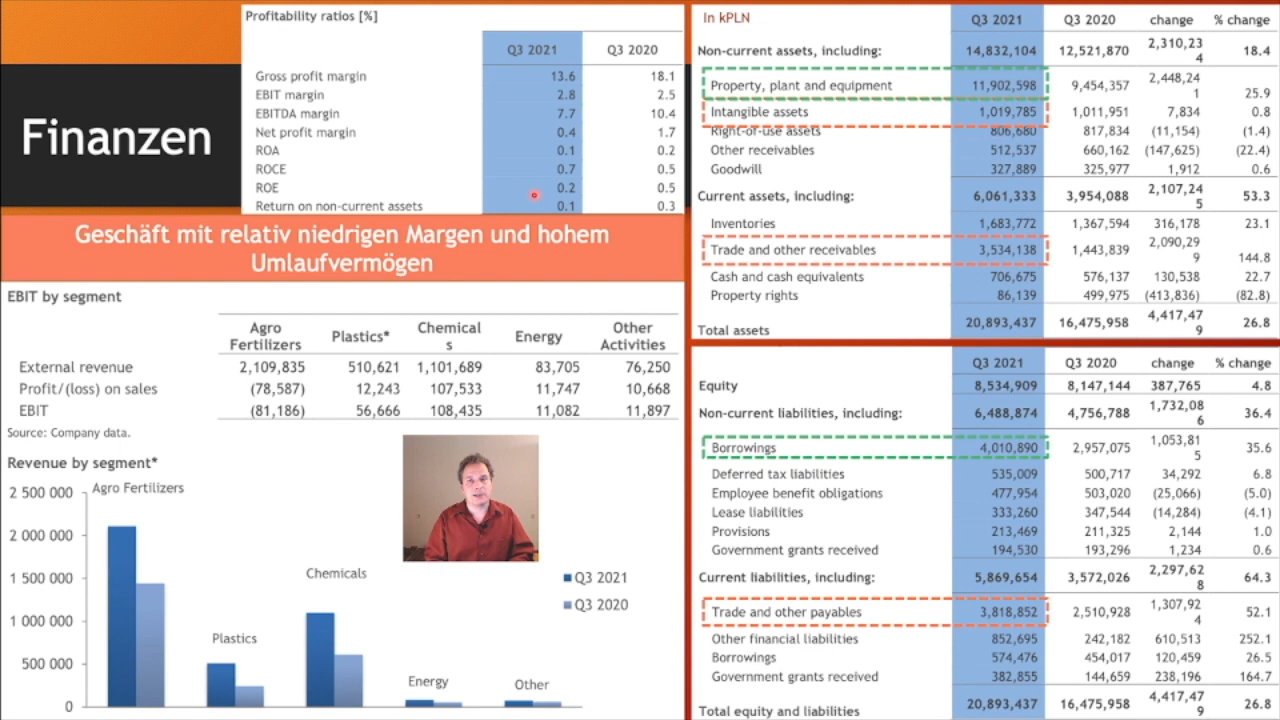 Finanzen
Profitability ratios [%]
Q3 2021 Q3 2020
Gross profit margin 13.6 18.1
EBIT margin 2.8 2.5
EBITDA margin 7.7 10.4
Net profit margin 0.4 1.7
ROA 0.1 0.2
ROCE 0.7 0.5
ROE 0.2 0.5
Return on non-current assets 0.1 0.3
Geschäft mit relativ niedrigen Margen und hohem
Umlaufvermögen
EBIT by segment
Agro Fertilizers Plastics* Chemical s Energy Other Activities
External revenue 2,109,835 510,621 1,101,689 83,705 76,250
Profit/(loss) on sales (78,587) 12,243 107,533 11,747 10,668
EBIT (81,186) 56,666 108,435 11,082 11,897
Source: Company data.
Revenue by segment*
2 500 000
2 000 000
1 500 000
1 000 000
500 000
0
Agro Fertilizers
Plastics
Chemicals
Energy
Other
Q3 2021
Q3 2020
In kPLN
Q3 2021 Q3 2020 change % change
Non-current assets, including: 14,832,104 12,521,870 2,310,23 4 18.4
Property, plant and equipment 11,902,598 9,454,357 2,448,24 1 25.9
Intangible assets 1,019,785 1,011,951 7,834 0.8
Right-of-use assets 806,680 817,834 (11,154) (1.4)
Other receivables 512,537 660,162 (147,625) (22.4)
Goodwill 327,889 325,977 1,912 0.6
Current assets, including: 6,061,333 3,954,088 2,107,24 5 53.3
Inventories 1,683,772 1,367,594 316,178 23.1
Trade and other receivables 3,534,138 1,443,839 2,090,29 9 144.8
Cash and cash equivalents 706,675 576,137 130,538 22.7
Property rights 86,139 499,975 (413,836) (82.8)
Total assets 20,893,437 16,475,958 4,417,47 9 26.8
Q3 2021 Q3 2020 change % change
Equity 8,534,909 8,147,144 387,765 4.8
Non-current liabilities, including: 6,488,874 4,756,788 1,732,08 6 36.4
Borrowings 4,010,890 2,957,075 1,053,81 5 35.6
Deferred tax liabilities 535,009 500,717 34,292 6.8
Employee benefit obligations 477,954 503,020 (25,066) (5.0)
Lease liabilities 333,260 347,544 (14,284) (4.1)
Provisions 213,469 211,325 2,144 1.0
Government grants received 194,530 193,296 1,234 0.6
Current liabilities, including: 5,869,654 3,572,026 2,297,62 8 64.3
Trade and other payables 3,818,852 2,510,928 1,307,92 4 52.1
Other financial liabilities 852,695 242,182 610,513 252.1
Borrowings 574,476 454,017 120,459 26.5
Government grants received 382,855 144,659 238,196 164.7
Total equity and liabilities 20,893,437 16,475,958 4,417,47 9 26.8